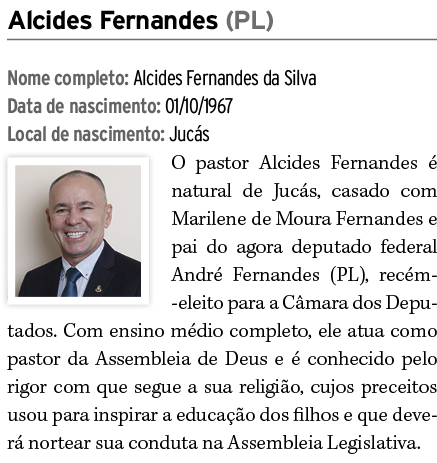 Alcides Fernandes (PL)
Nome completo: Alcides Fernandes da Silva
Data de nascimento: 01/10/1967
Local de nascimento: Jucás
O pastor Alcides Fernandes é
natural de Jucás, casado com
Marilene de Moura Fernandes e
pai do agora deputado federal
André Fernandes (PL), recém-
-eleito para a Câmara dos Depu-
tados. Com ensino médio completo, ele atua como
pastor da Assembleia de Deus e é conhecido pelo
rigor com que segue a sua religião, cujos preceitos
usou para inspirar a educação dos filhos e que deve-
rá nortear sua conduta na Assembleia Legislativa.